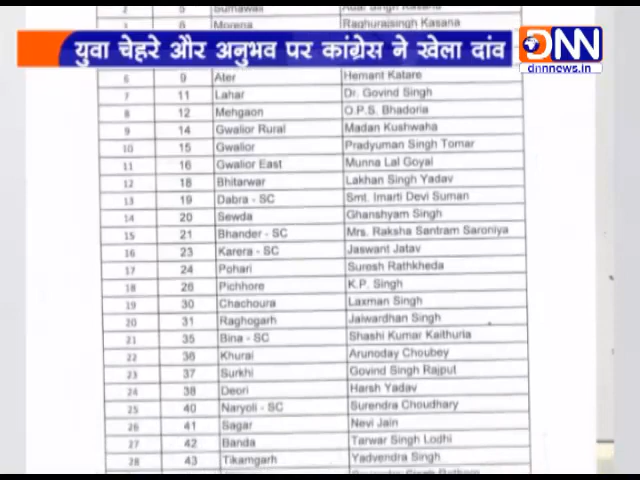 2 5 Sumawali Adal Singh Kasana
3 6 Morena Raghurajsingh Kasana
युवा चेहरे और अनुभव पर कांग्रेस ने खेला दांव
DNN
dnnnews.in
6 9 Ater Hemant Katare
7 11 Lahar Dr. Govind Singh
8 12 Mehgaon O.P.S. Bhadoria
9 14 Gwalior Rural Madan Kushwaha
10 15 Gwalior Pradyuman Singh Tomar
11 16 Gwalior East Munna Lal Goyal
12 18 Bhitarwar Lakhan Singh Yadav
13 19 Dabra - SC Smt. Imarti Devi Suman
14 20 Sewda Ghanshyam Singh
15 21 Bhander - SC Mrs. Raksha Santram Saroniya
16 23 Karera - SC Jaswant Jatav
17 24 Pohari Suresh Rathkheda
18 26 Pichhore K.P. Singh
19 30 Chachoura Laxman Singh
20 31 Raghogarh Jaiwardhan Singh
21 35 Bina - SC Shashi Kumar Kaithuria
22 36 Khurai Arunoday Choubey
23 37 Surkhi Govind Singh Rajput
24 38 Deori Harsh Yadav
25 40 Naryoli - SC Surendra Choudhary
26 41 Sagar Nevi Jain
27 42 Banda Tarwar Singh Lodhi
28 43 Tikamgarh Yadvendra Singh